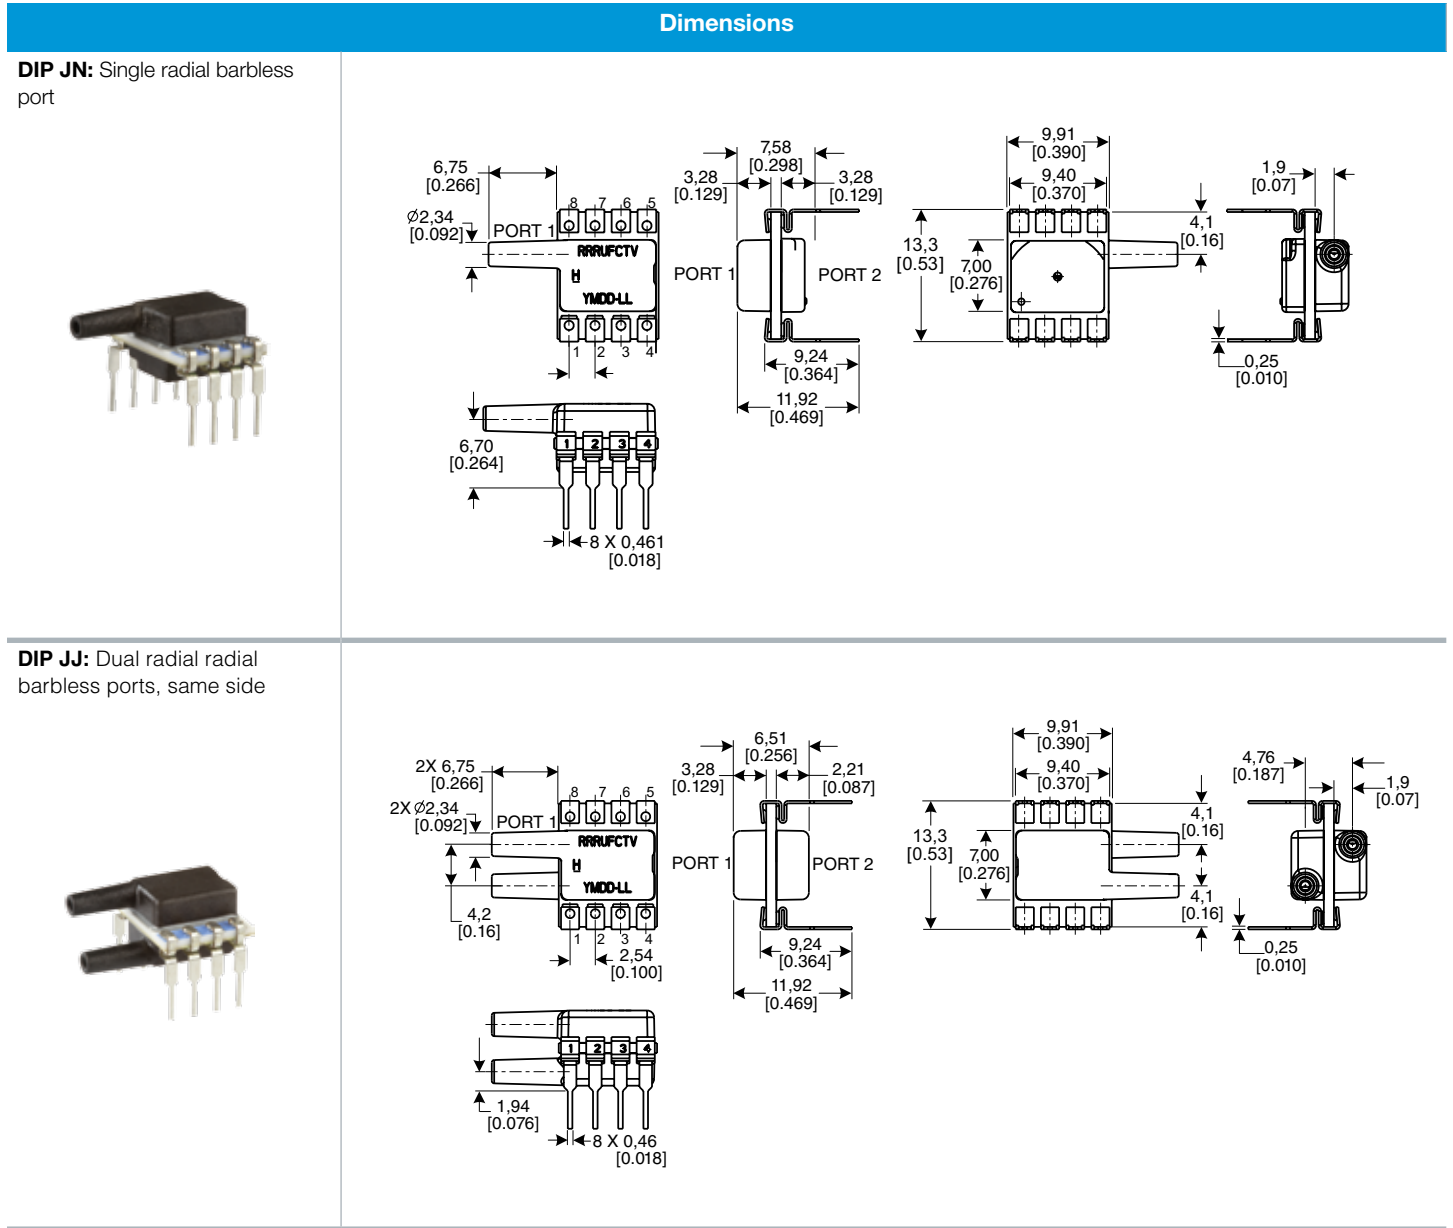 Dimensions
DIP JN: Single radial barbless
port
6,75
[0.266]
Ø2,34
[0.092]
PORT 1
8 7 6 5
RRRUFCTV
H
YMDD-LL
1 2 3 4
7,58
[0.298]
3,28
[0.129]
3,28
[0.129]
PORT 1
PORT 2
9,24
[0.364]
11,92
[0.469]
9,91
[0.390]
9,40
[0.370]
13,3
[0.53]
7,00
[0.276]
4,1
[0.16]
1,9
[0.07]
0,25
[0.010]
6,70
[0.264]
1 2 3 4
8 X 0,461
[0.018]
DIP JJ: Dual radial radial
barbless ports, same side
2X 6,75
[0.266]
2X Ø2,34
[0.092]
PORT 1
8 7 6 5
RRRUFCTV
H
YMDD-LL
4,2
[0.16]
1 2 3 4
2,54
[0.100]
6,51
[0.256]
3,28
[0.129]
2,21
[0.087]
PORT 1
PORT 2
9,24
[0.364]
11,92
[0.469]
9,91
[0.390]
9,40
[0.370]
13,3
[0.53]
7,00
[0.276]
4,1
[0.16]
4,1
[0.16]
4,76
[0.187]
1,9
[0.07]
0,25
[0.010]
1 2 3 4
1,94
[0.076]
8 X 0,46
[0.018]